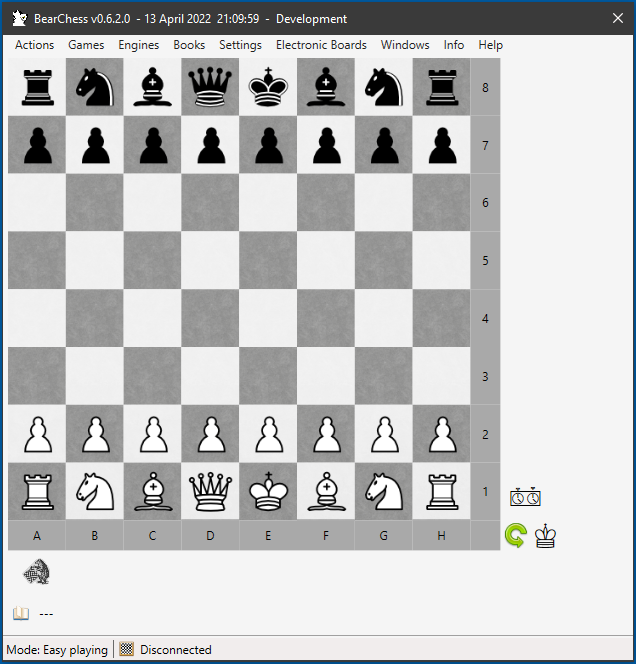 BearChess v0.6.2.0 - 13 April 2022 21:09:59 - Development
Actions Games Engines Books Settings Electronic Boards Windows Info Help
8
7
6
5
4
3
2
1
A B C D E F G H
---
Mode: Easy playing Disconnected